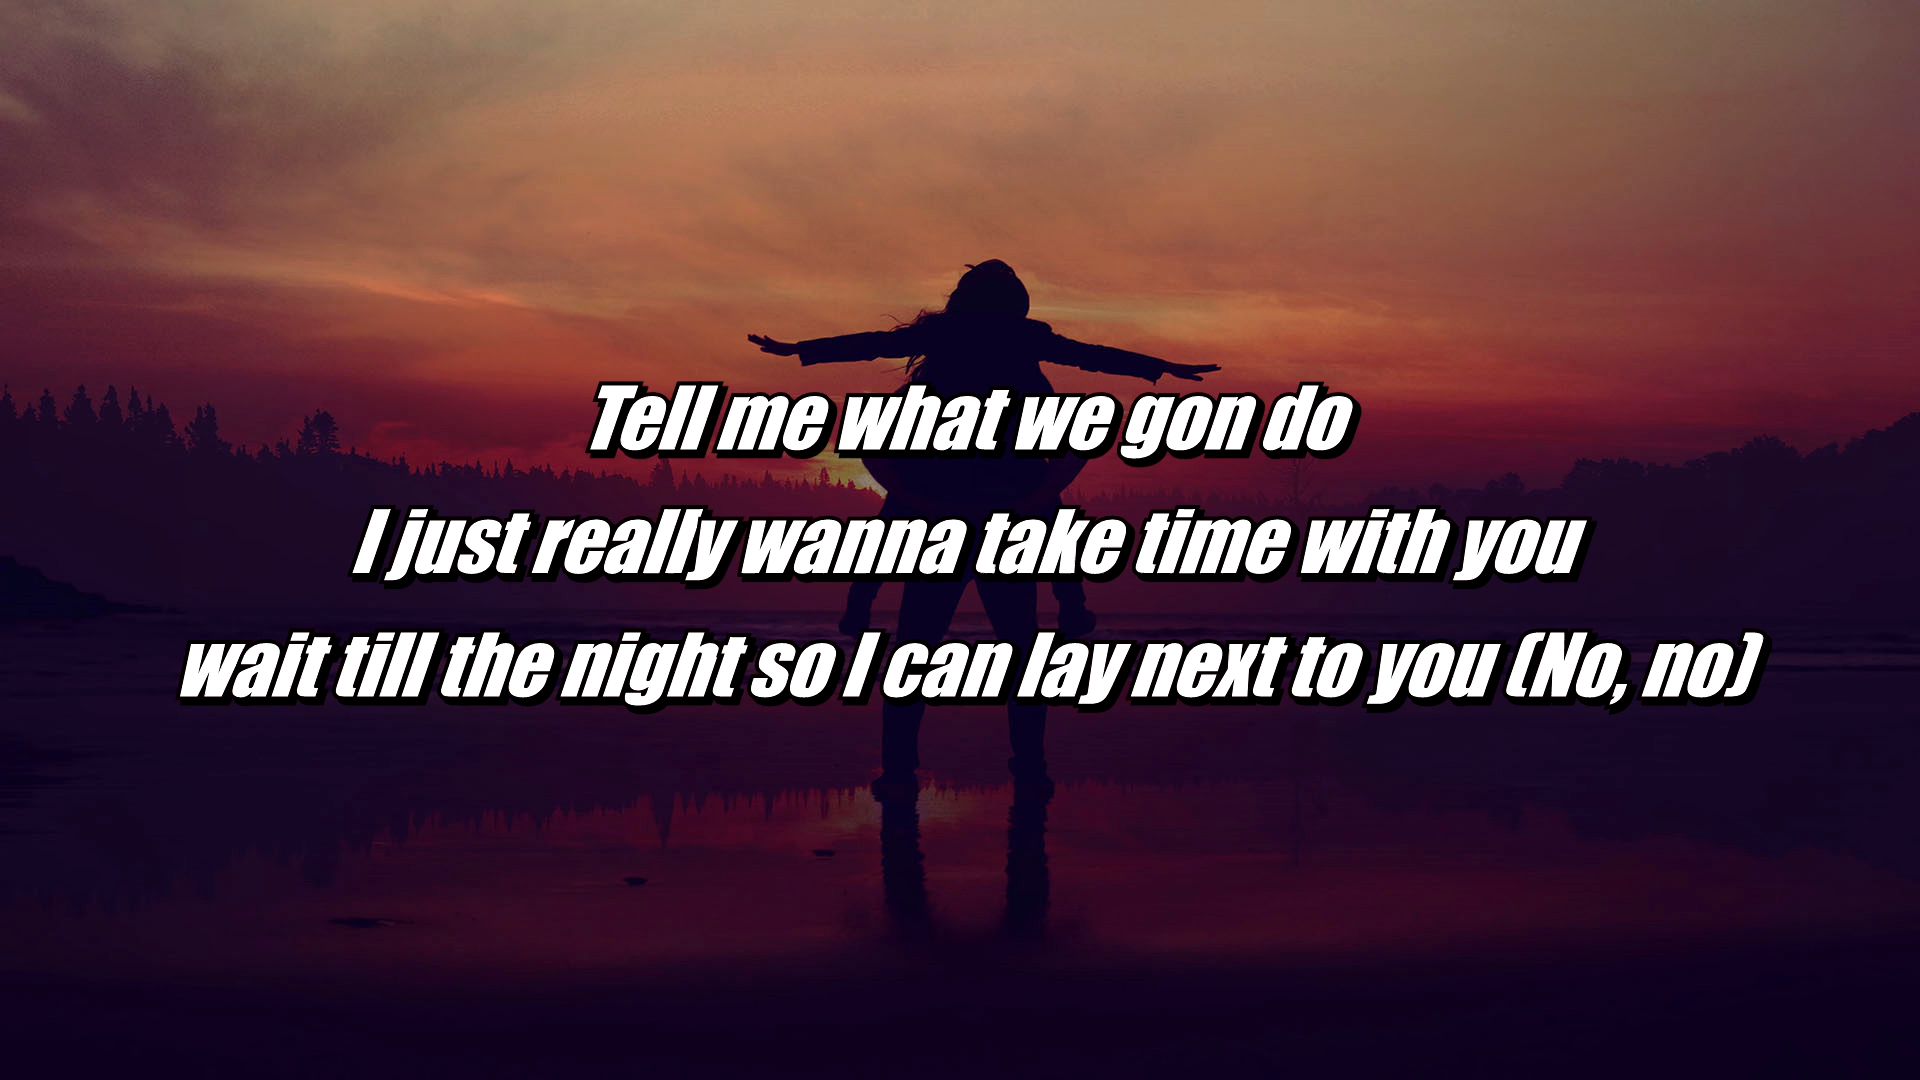 Tell me what we gon do
I just really wanna take time with you
wait till the night so I can lay next to you (No, no)